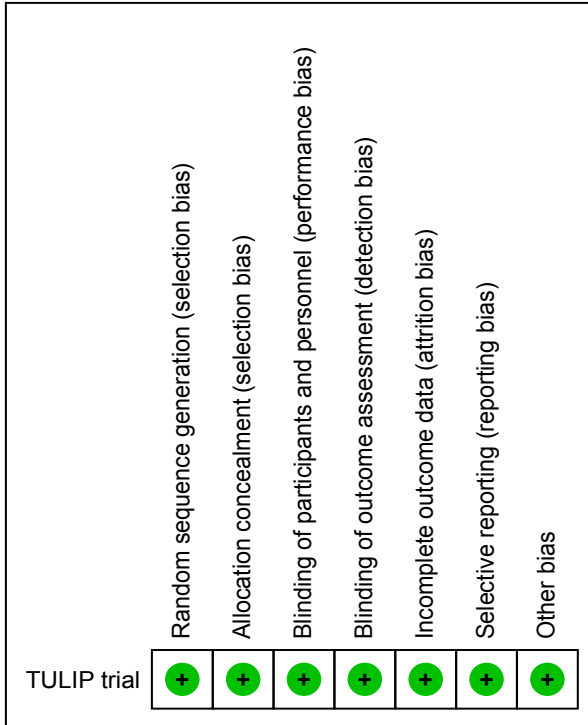 Random sequence generation (selection bias)
Allocation concealment (selection bias)
Blinding of participants and personnel (performance bias)
Blinding of outcome assessment (detection bias)
Incomplete outcome data (attrition bias)
Selective reporting (reporting bias)
Other bias
TULIP trial + + + + + + +